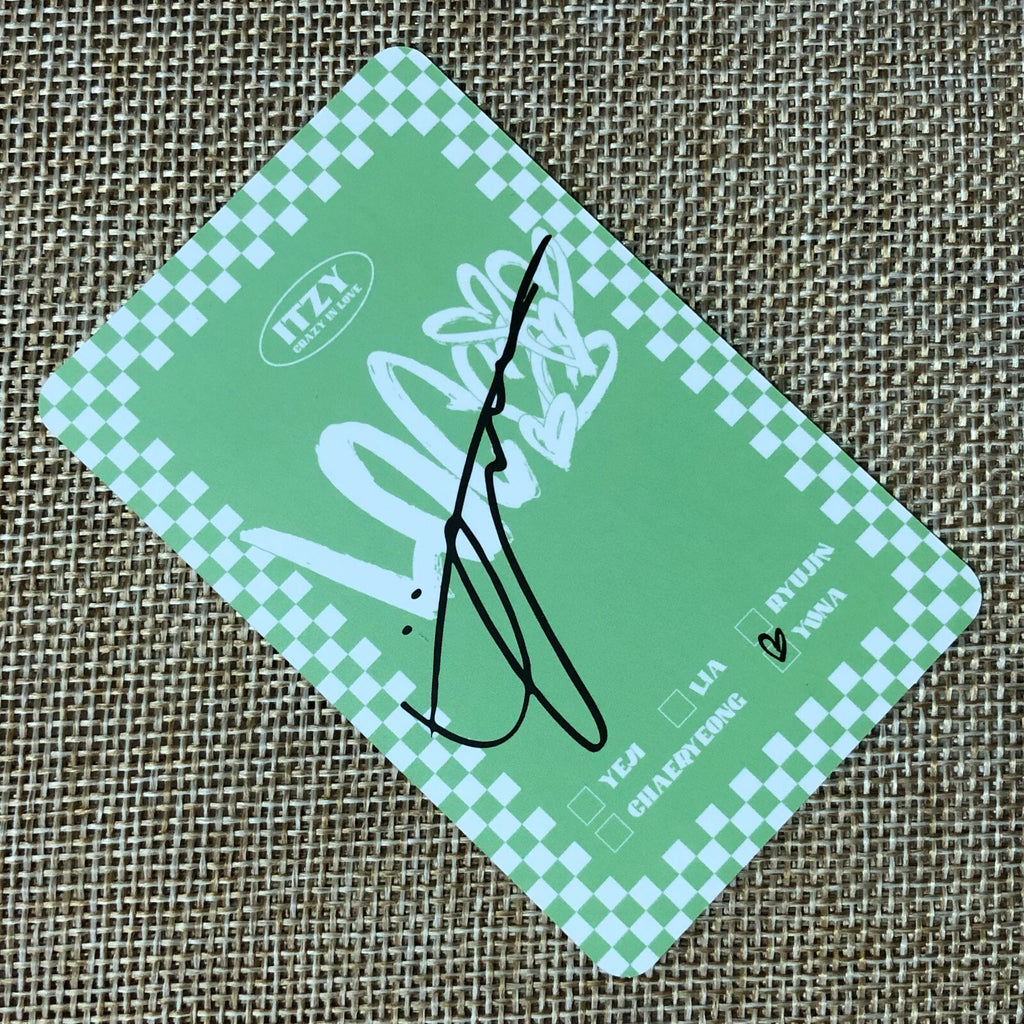 ITZY
CRAZY IN LOVE
YEJI
LIA
RYUJIN
CHAERYEONG
YUNA